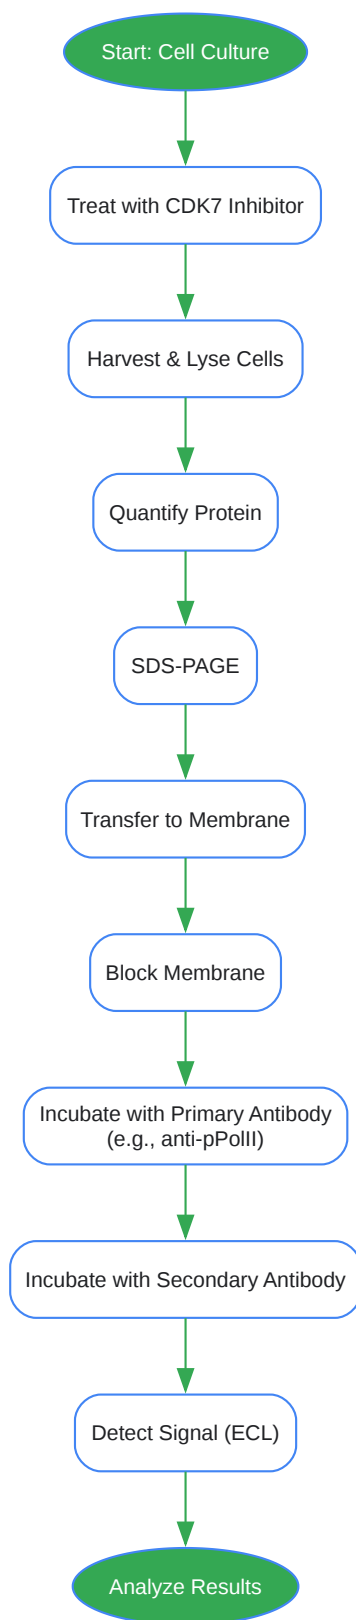 Start: Cell Culture
Treat with CDK7 Inhibitor
Harvest & Lyse Cells
Quantify Protein
SDS-PAGE
Transfer to Membrane
Block Membrane
Incubate with Primary Antibody
(e.g., anti-pPolII)
Incubate with Secondary Antibody
Detect Signal (ECL)
Analyze Results